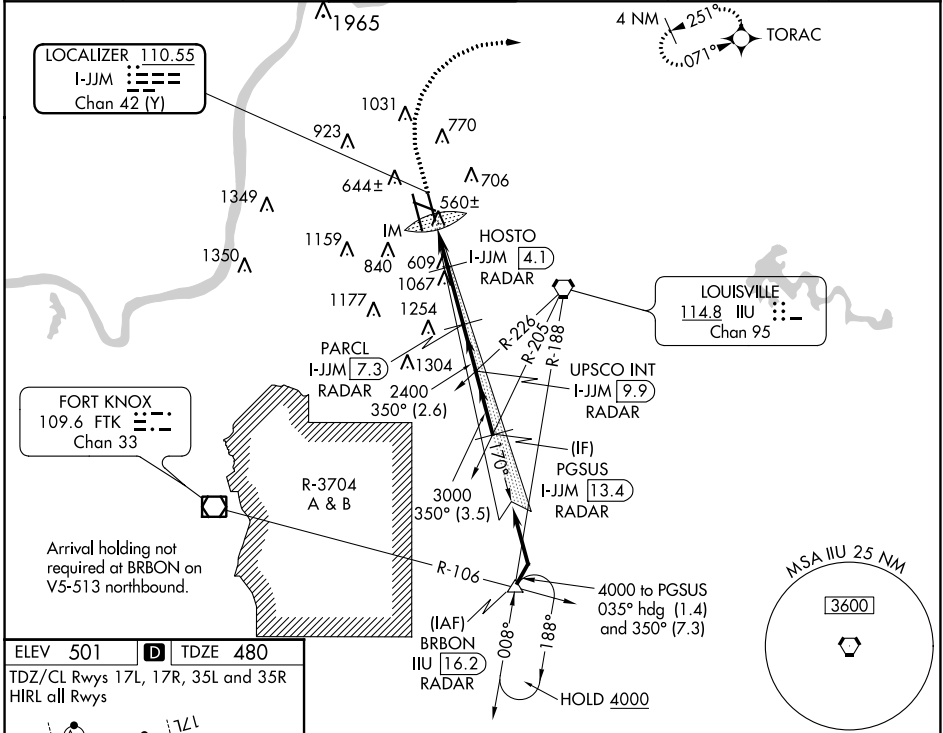 1965
4 NM
251°
071°
TORAC
LOCALIZER 110.55
I-JJM
Chan 42 (Y)
1031
923
770
644±
706
560±
1349
IM
1159
840
1350
609
1067
HOSTO
I-JJM 4.1
RADAR
1177
1254
LOUISVILLE
114.8 IIU
Chan 95
R-226
R-205
R-188
PARCL
I-JJM 7.3
RADAR
1304
2400
350° (2.6)
UPSCO INT
I-JJM 9.9
RADAR
FORT KNOX
109.6 FTK
Chan 33
(IF)
PGSUS
I-JJM 13.4
RADAR
170°
R-3704
A & B
3000
350° (3.5)
Arrival holding not
required at BRBON on
V5-513 northbound.
R-106
4000 to PGSUS
035° hdg (1.4)
and 350° (7.3)
(IAF)
BRBON
IIU 16.2
RADAR
008°
188°
HOLD 4000
MSA IIU 25 NM
3600
ELEV 501 D TDZE 480
TDZ/CL Rwys 17L, 17R, 35L and 35R
HIRL all Rwys
17L